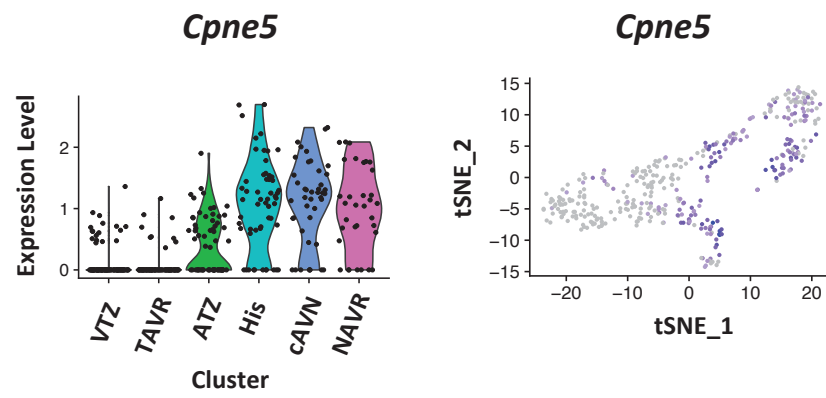 Cpne5
Expression Level
2
1
0
VTZ
TAVR
ATZ
His
cAVN
NAVR
Cluster
Cpne5
tSNE_2
15
10
5
0
−5
−10
−15
−20
−10
0
10
20
tSNE_1